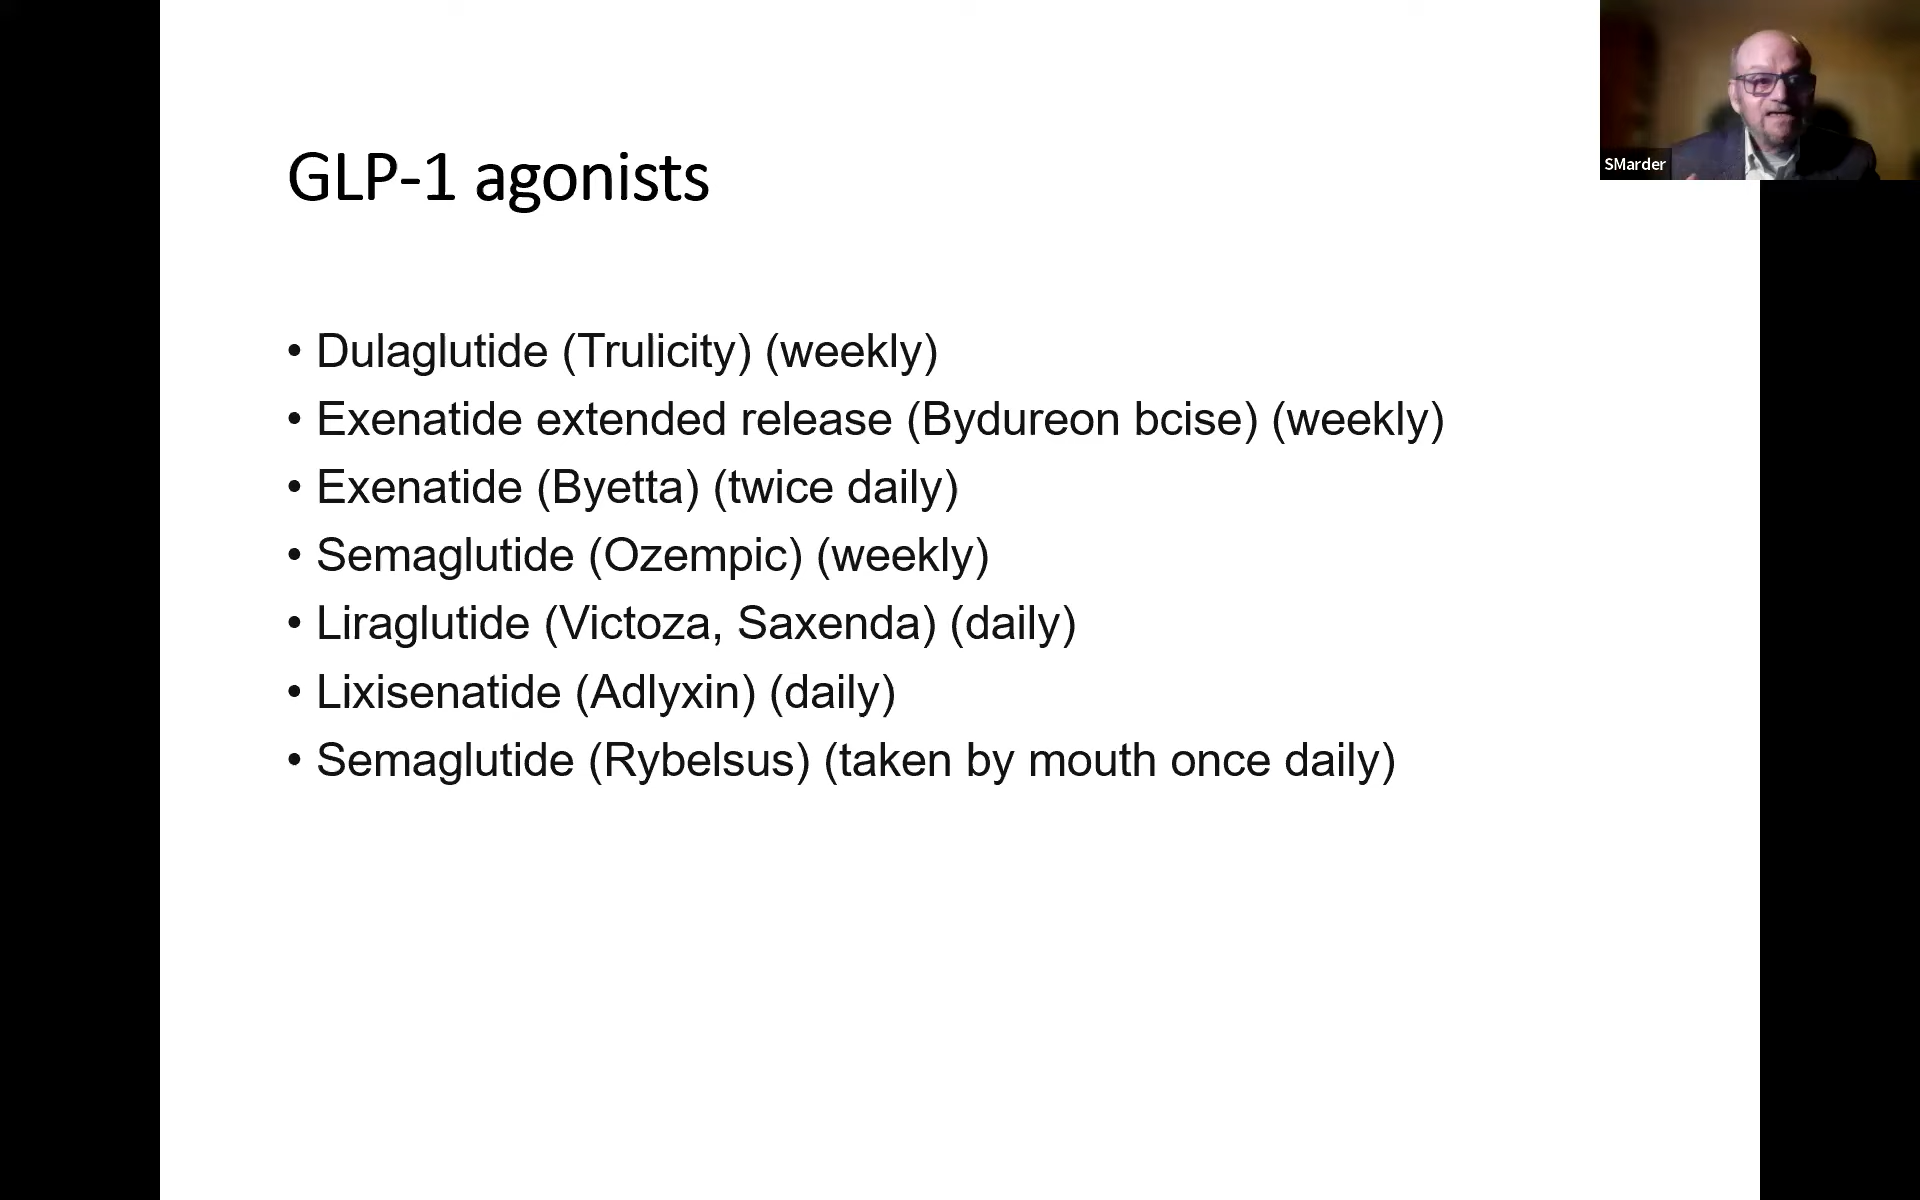 GLP-1 agonists
SMarder
• Dulaglutide (Trulicity) (weekly)
• Exenatide extended release (Bydureon bcise) (weekly)
• Exenatide (Byetta) (twice daily)
• Semaglutide (Ozempic) (weekly)
• Liraglutide (Victoza, Saxenda) (daily)
• Lixisenatide (Adlyxin) (daily)
• Semaglutide (Rybelsus) (taken by mouth once daily)